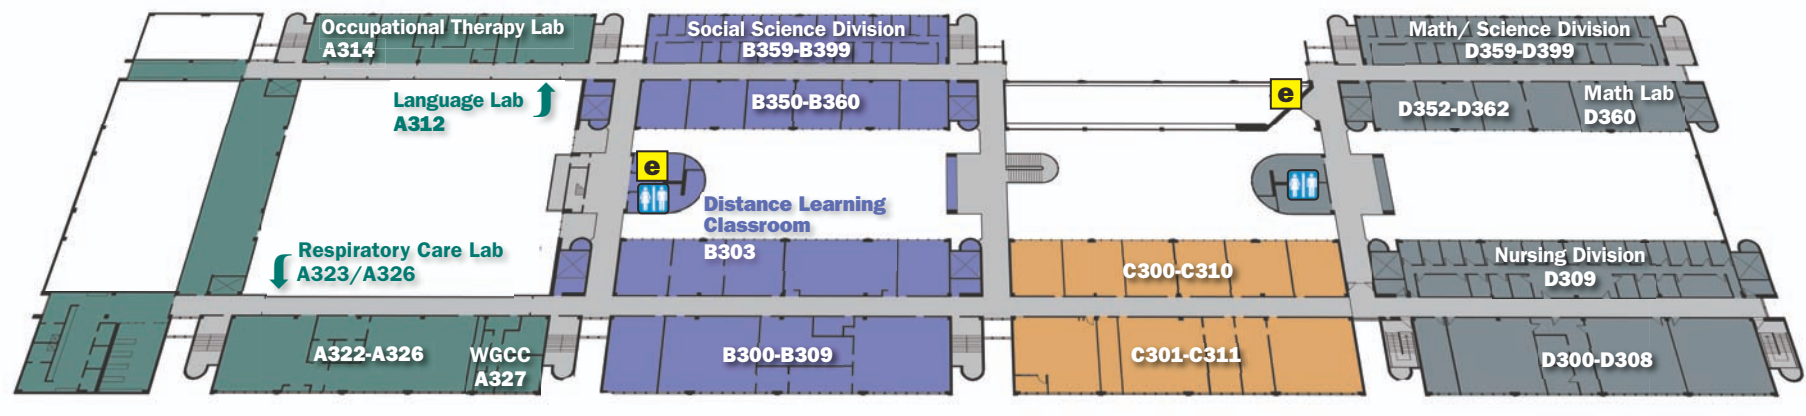 Occupational Therapy Lab
A314
Social Science Division
B359-B399
Math/ Science Division
D359-D399
Language Lab
A312
B350-B360
e
D352-D362
Math Lab
D360
e
Distance Learning
Classroom
B303
Respiratory Care Lab
A323/A326
C300-C310
Nursing Division
D309
A322-A326
WGCC
A327
B300-B309
C301-C311
D300-D308